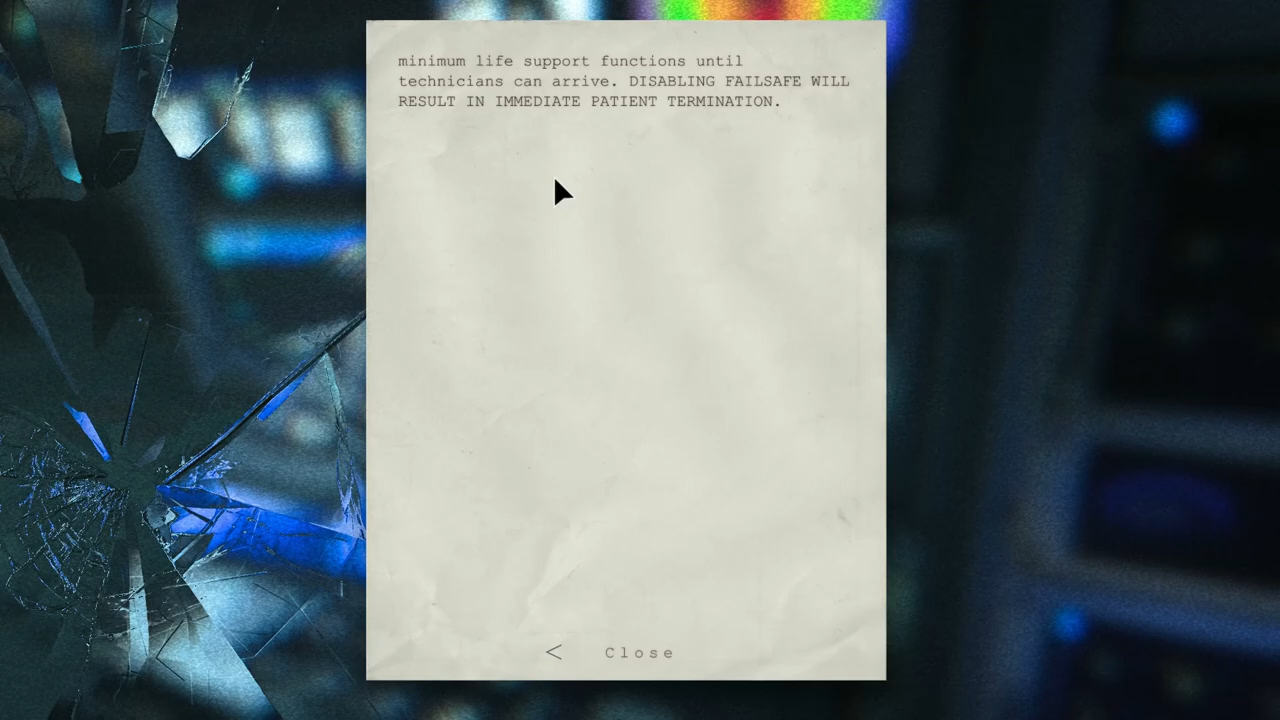 minimum life support functions until
technicians can arrive. DISABLING FAILSAFE WILL
RESULT IN IMMEDIATE PATIENT TERMINATION.
< Close